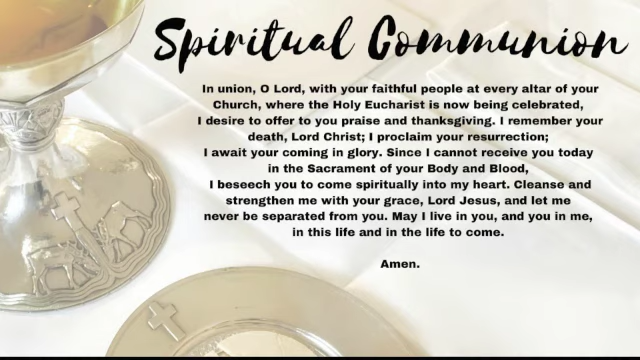 Spiritual Communion
In union, O Lord, with your faithful people at every altar of your
Church, where the Holy Eucharist is now being celebrated,
I desire to offer to you praise and thanksgiving. I remember your
death, Lord Christ; I proclaim your resurrection;
I await your coming in glory. Since I cannot receive you today
in the Sacrament of your Body and Blood,
I beseech you to come spiritually into my heart. Cleanse and
strengthen me with your grace, Lord Jesus, and let me
never be separated from you. May I live in you, and you in me,
in this life and in the life to come.
Amen.